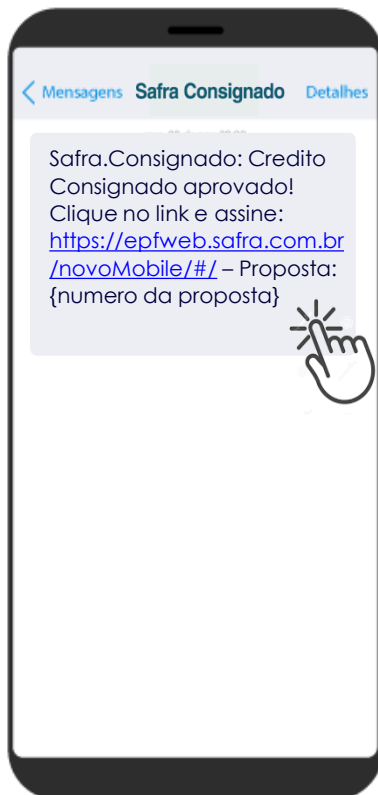 Mensagens Safra Consignado Detalhes
Safra.Consignado: Credito
Consignado aprovado!
Clique no link e assine:
https://epfweb.safra.com.br
/novoMobile/#/ – Proposta:
{numero da proposta}